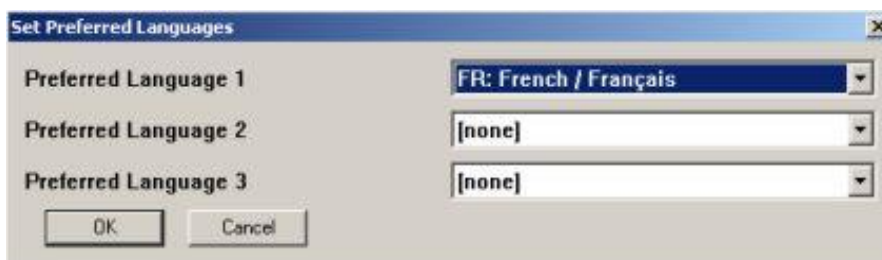 Set Preferred Languages
Preferred Language 1 FR: French / Français
Preferred Language 2 [none]
Preferred Language 3 [none]
OK Cancel